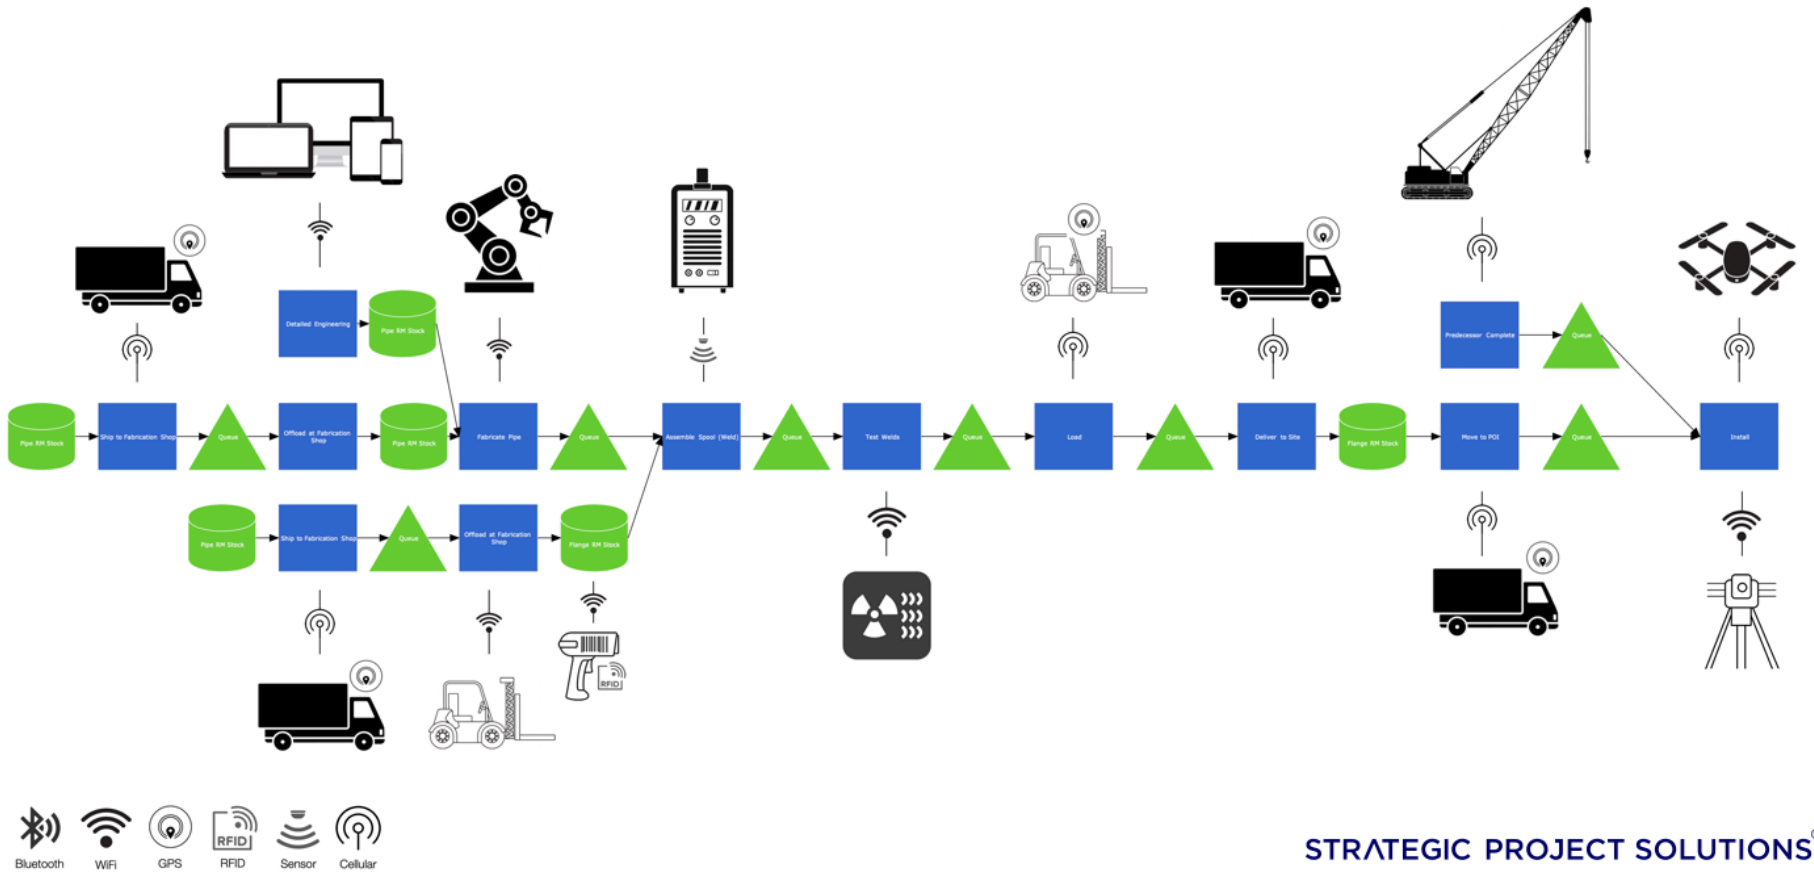 Detailed Engineering
Pipe RM Stock
Predecessor Complete
Queue
Pipe RM Stock
Ship to Fabrication Shop
Queue
Offload at Fabrication
Shop
Pipe RM Stock
Fabricate Pipe
Queue
Assemble Spool (Weld)
Queue
Test Welds
Queue
Load
Queue
Deliver to Site
Flange RM Stock
Move to POI
Queue
Install
Pipe RM Stock
Ship to Fabrication Shop
Queue
Offload at Fabrication
Shop
Flange RM Stock
RFID
RFID
Bluetooth
WiFi
GPS
RFID
Sensor
Cellular
STRATEGIC PROJECT SOLUTIONS